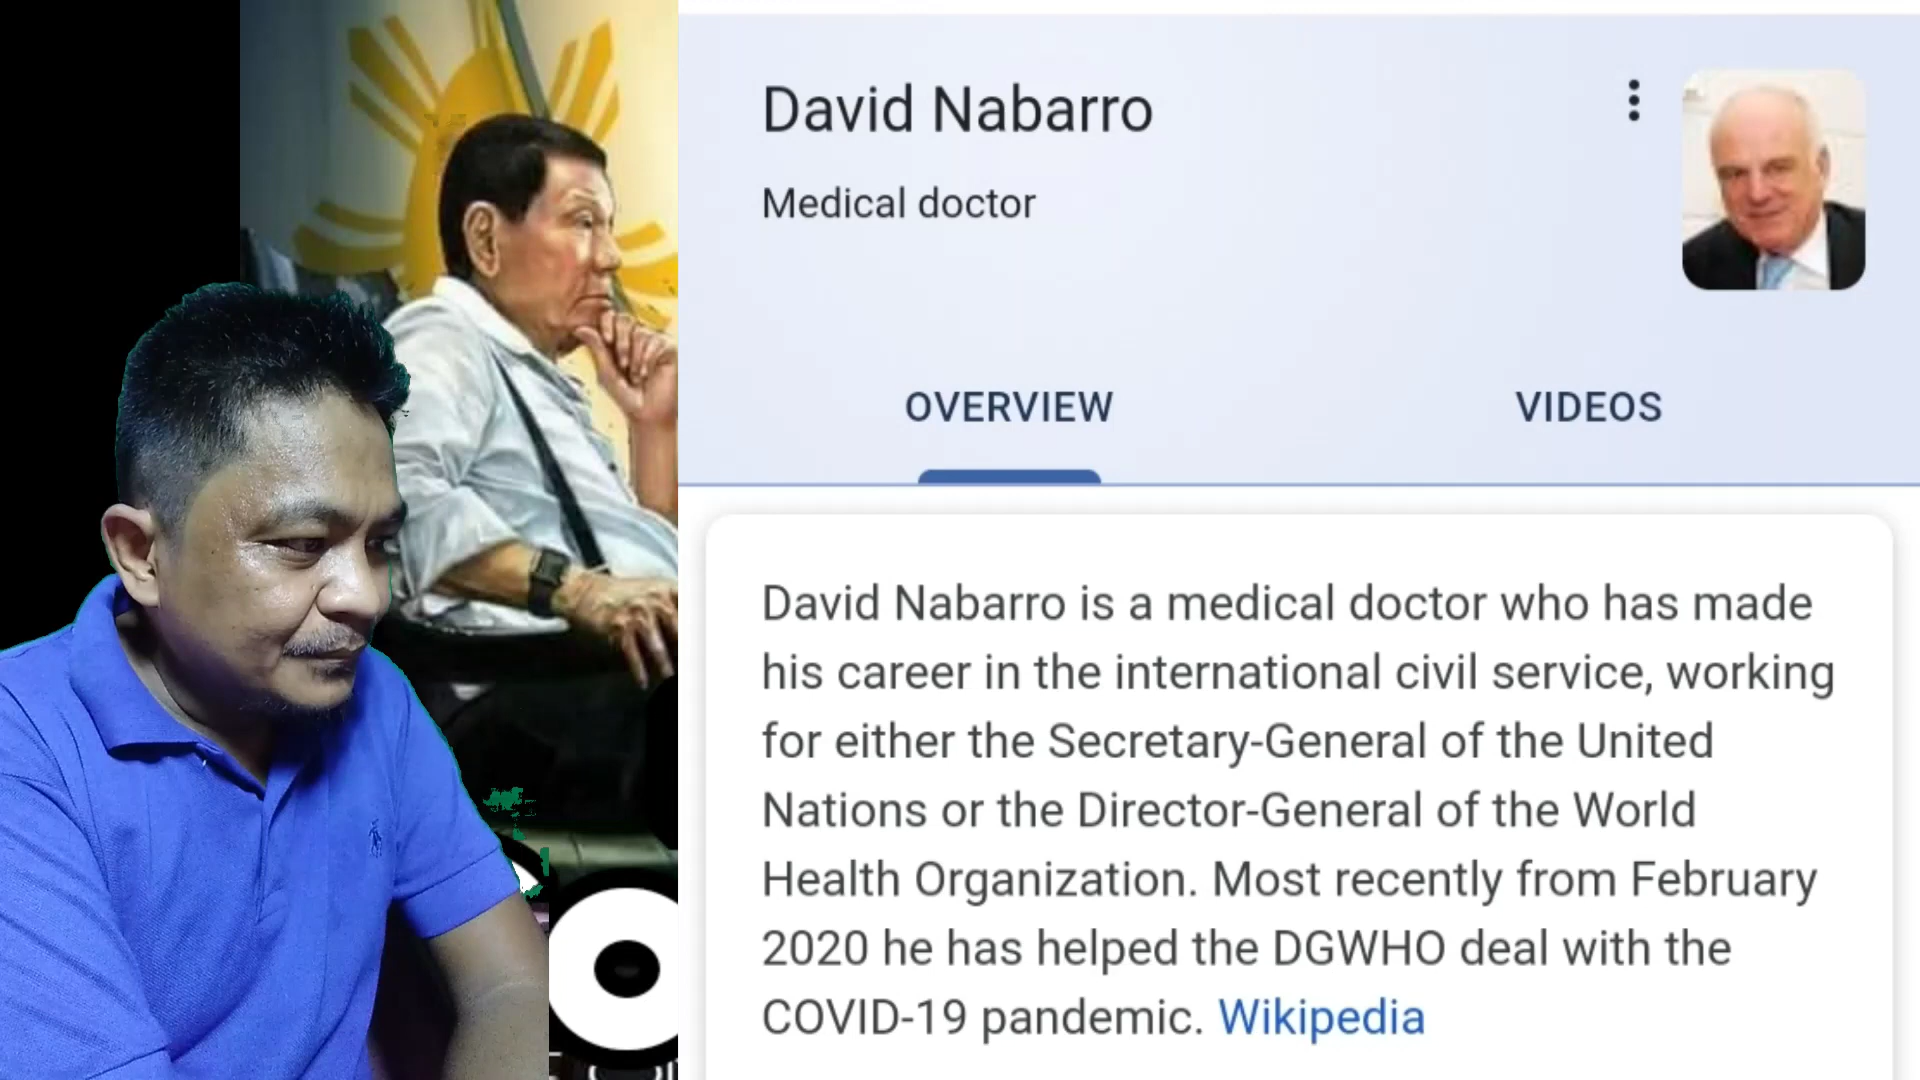 David Nabarro
Medical doctor
OVERVIEW
VIDEOS
David Nabarro is a medical doctor who has made
his career in the international civil service, working
for either the Secretary-General of the United
Nations or the Director-General of the World
Health Organization. Most recently from February
2020 he has helped the DGWHO deal with the
COVID-19 pandemic. Wikipedia